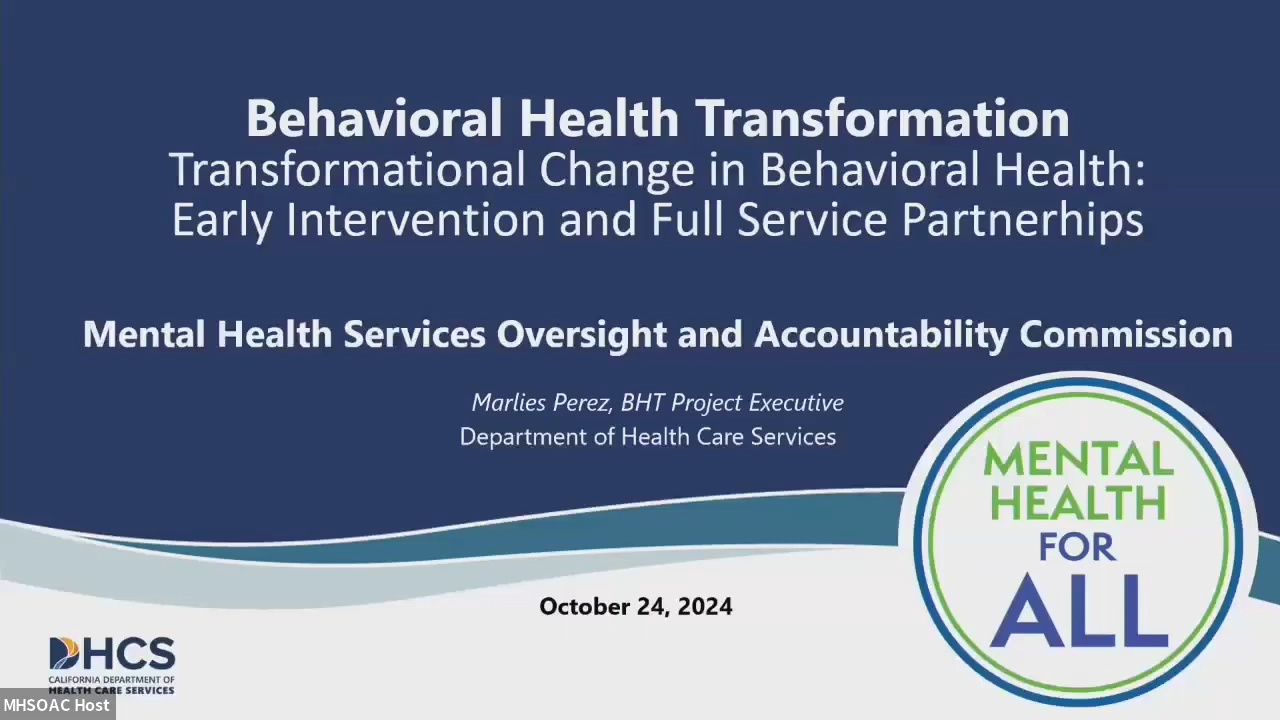 Behavioral Health Transformation
Transformational Change in Behavioral Health:
Early Intervention and Full Service Partnerhips
Mental Health Services Oversight and Accountability Commission
Marlies Perez, BHT Project Executive
Department of Health Care Services
MENTAL
HEALTH
FOR
ALL
October 24, 2024
DHCS
CALIFORNIA DEPARTMENT OF
HEALTH CARE SERVICES
MHSOAC Host